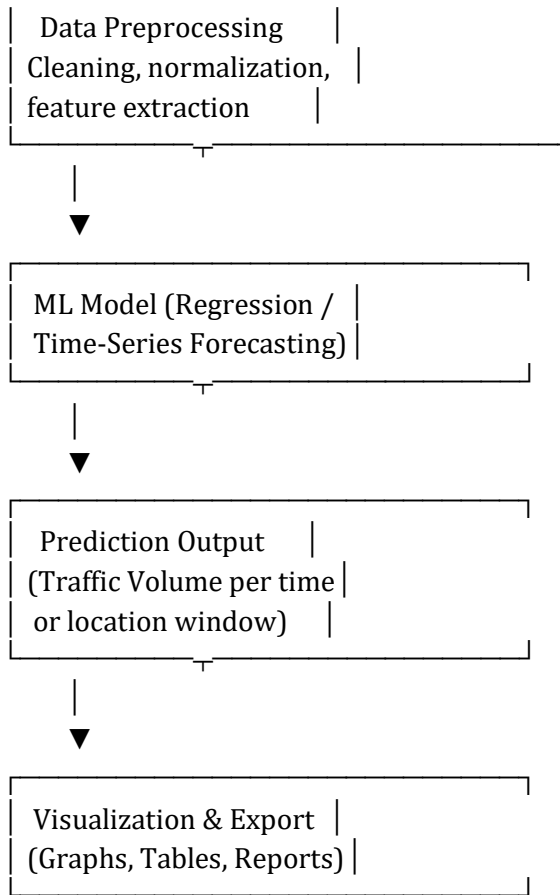 Data Preprocessing
Cleaning, normalization,
feature extraction
▼
ML Model (Regression /
Time-Series Forecasting)
▼
Prediction Output
(Traffic Volume per time
or location window)
▼
Visualization & Export
(Graphs, Tables, Reports)